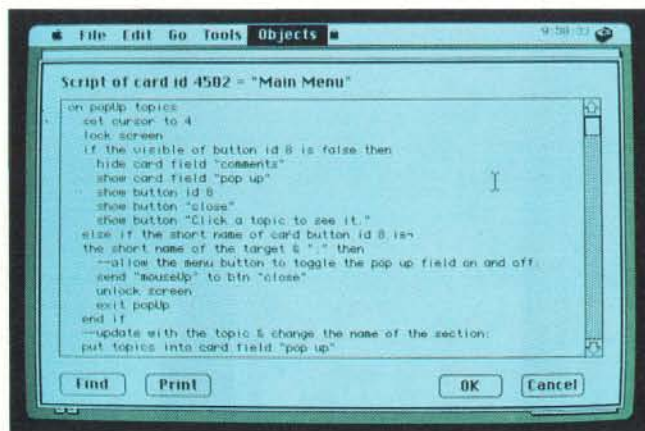 File Edit Go Tools Objects
Script of card id 4582 = "Main Menu"
on popUp topics
set cursor to 4
lock screen
if the visible of button id 8 is false then
hide card field "comments"
show card field "pop up"
show button id 8
show button "close"
show button "Click a topic to see it."
else if the short name of card button id 8 is¬
the short name of the target & ":" then
--allow the menu button to toggle the pop up field on and off:
send "mouseUp" to btn "close"
unlock screen
exit popUp
end if
--update with the topic & change the name of the section:
put topics into card field "pop up"
Find Print OK Cancel